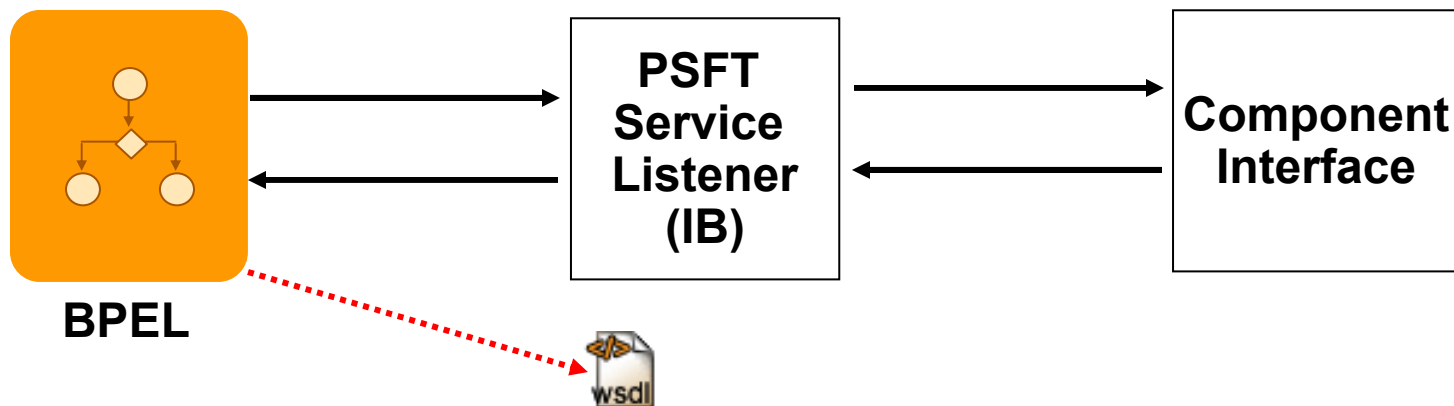 PSFT
Service
Listener
(IB)
Component
Interface
BPEL
</>
wsdl